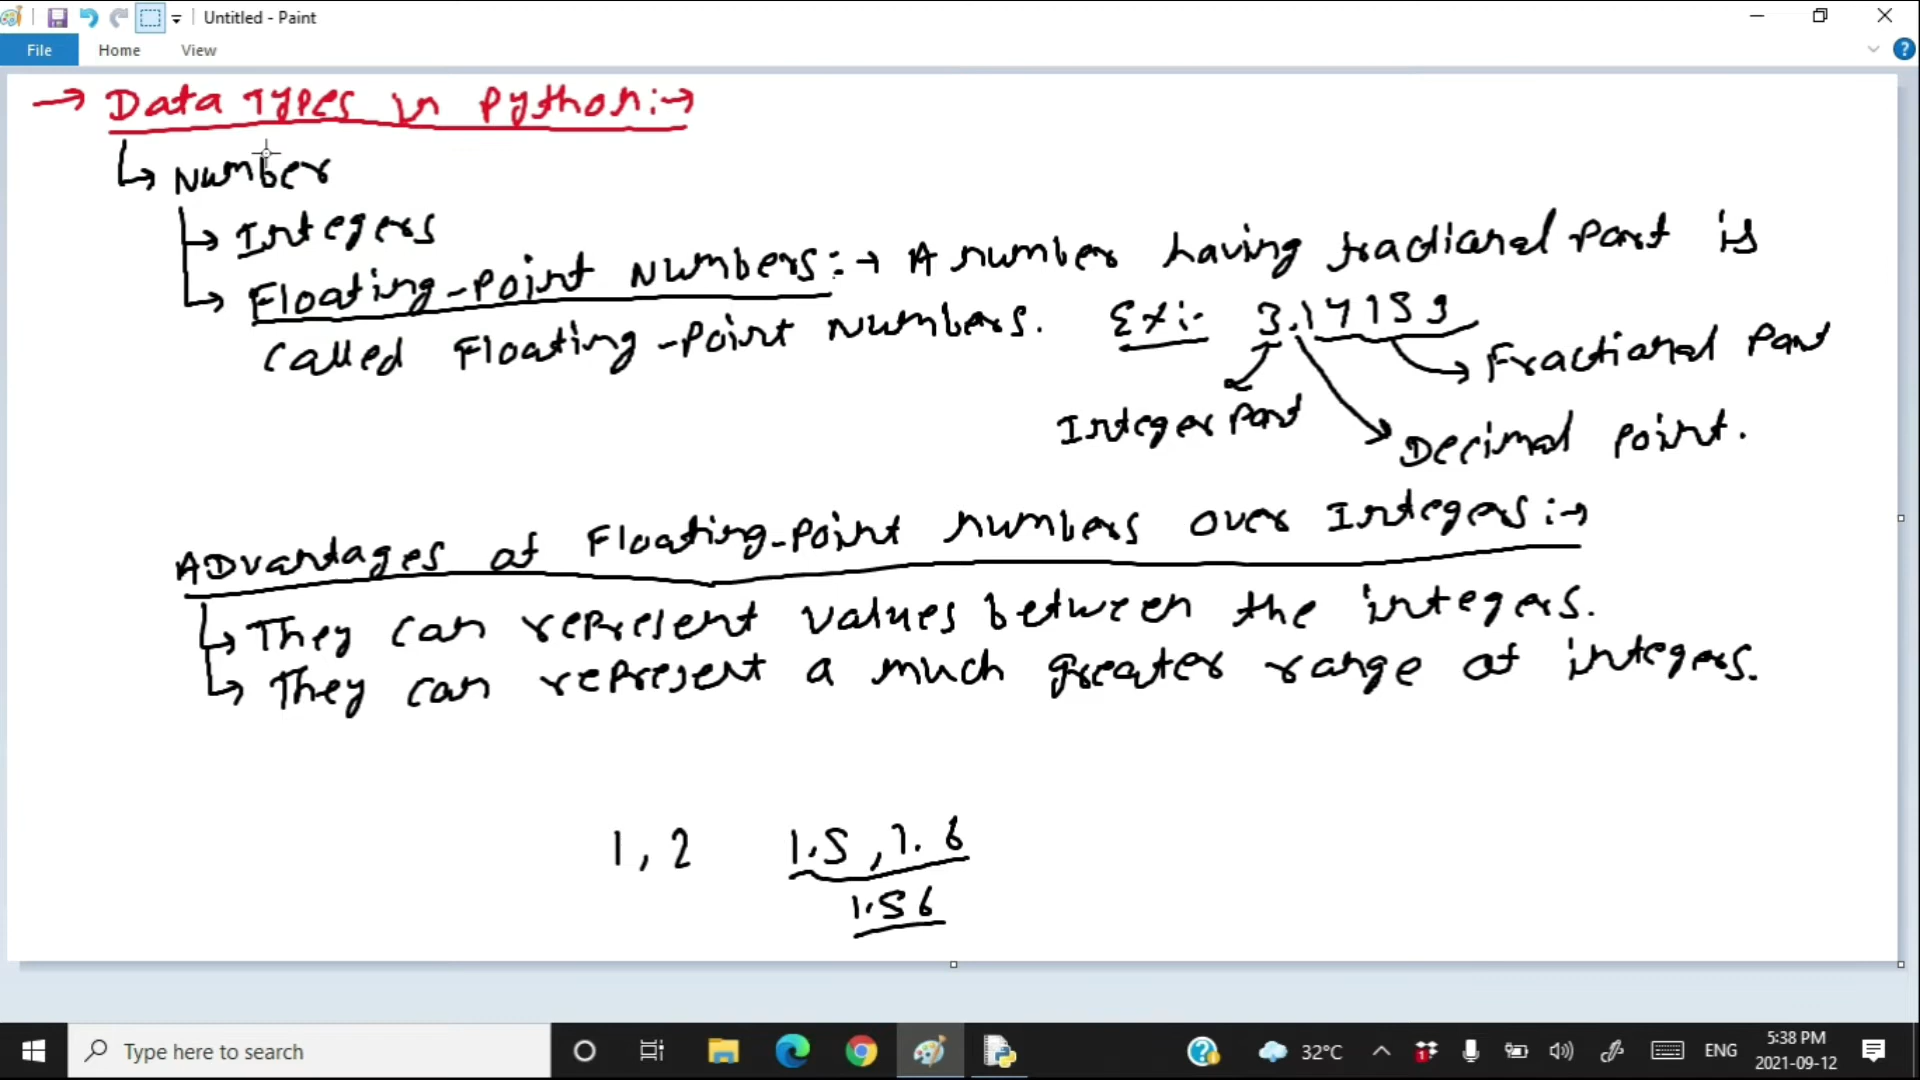 Untitled - Paint
File Home View
→ Data Types in python:→
Number
Integers
Floating-Point Numbers:→ A number having fractional part is
called Floating-Point Numbers. Ex:- 3.14159
Fractional Part
Integer Part
Decimal point.
Advantages of Floating-Point numbers over Integers:→
They can represent values between the integers.
They can represent a much greater range of integers.
1, 2 1.5, 1.6
1.56
Type here to search
32°C
ENG
5:38 PM
2021-09-12